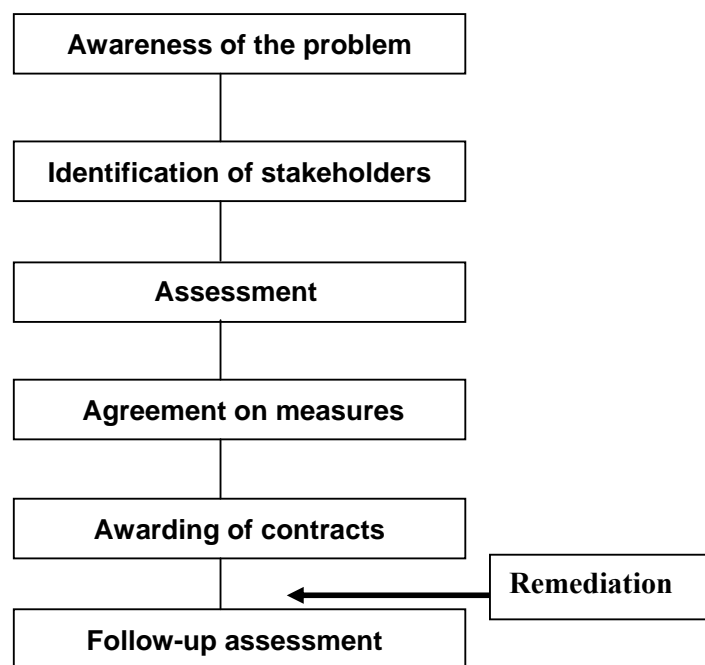 Awareness of the problem
Identification of stakeholders
Assessment
Agreement on measures
Awarding of contracts
Remediation
Follow-up assessment